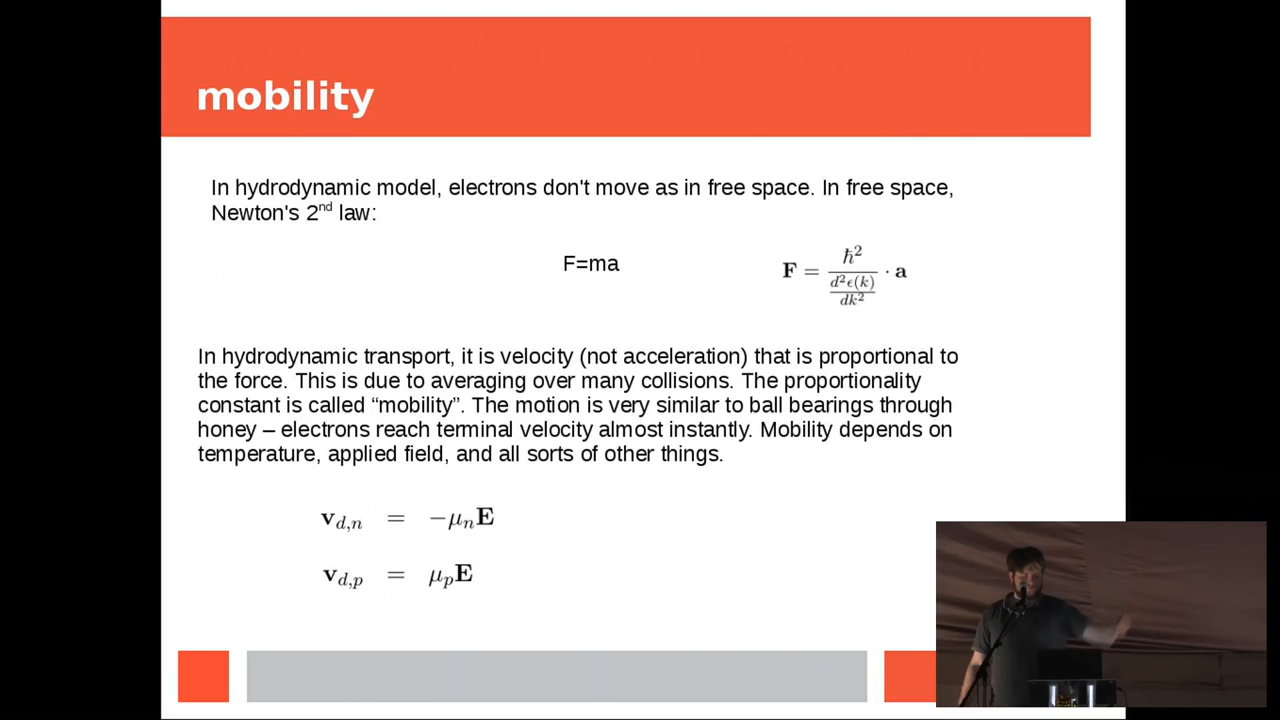 mobility
In hydrodynamic model, electrons don't move as in free space. In free space,
Newton's 2nd law:
F=ma
F = ħ² / (d²ϵ(k) / dk²) · a
In hydrodynamic transport, it is velocity (not acceleration) that is proportional to
the force. This is due to averaging over many collisions. The proportionality
constant is called “mobility”. The motion is very similar to ball bearings through
honey – electrons reach terminal velocity almost instantly. Mobility depends on
temperature, applied field, and all sorts of other things.
v_{d,n} = −μ_n E
v_{d,p} = μ_p E